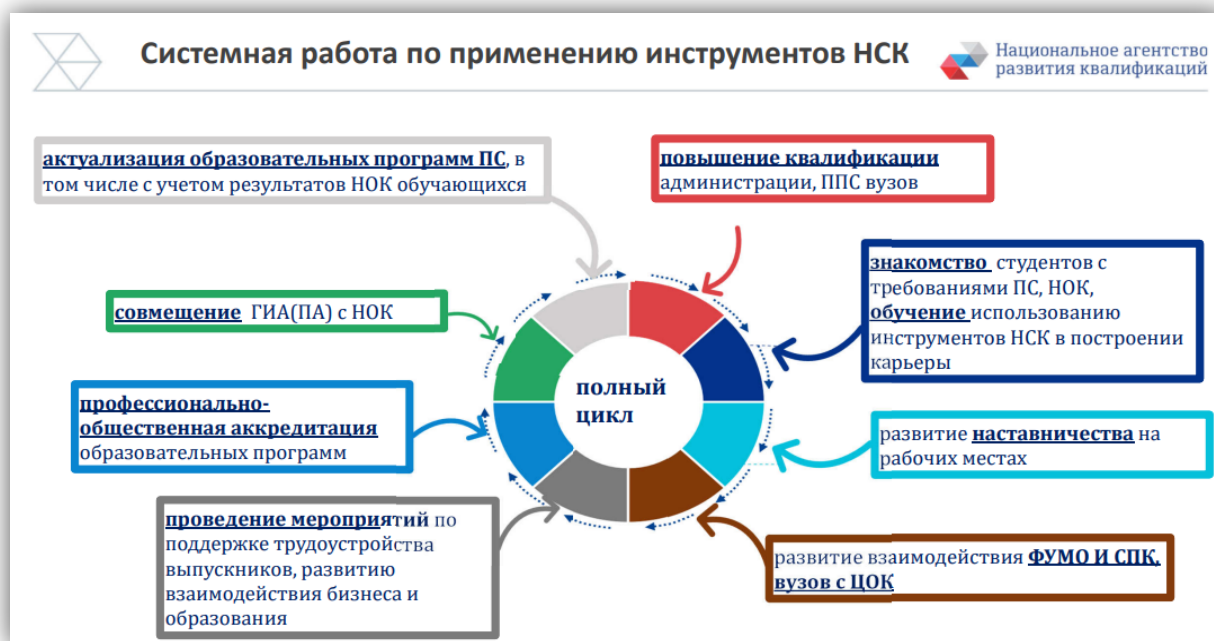 Системная работа по применению инструментов НСК
Национальное агентство
развития квалификаций
актуализация образовательных программ ПС, в
том числе с учетом результатов НОК обучающихся
повышение квалификации
администрации, ППС вузов
знакомство студентов с
требованиями ПС, НОК,
обучение использованию
инструментов НСК в построении
карьеры
совмещение ГИА(ПА) с НОК
полный
цикл
профессионально-
общественная аккредитация
образовательных программ
развитие наставничества на
рабочих местах
проведение мероприятий по
поддержке трудоустройства
выпускников, развитию
взаимодействия бизнеса и
образования
развитие взаимодействия ФУМО И СПК,
вузов с ЦОК